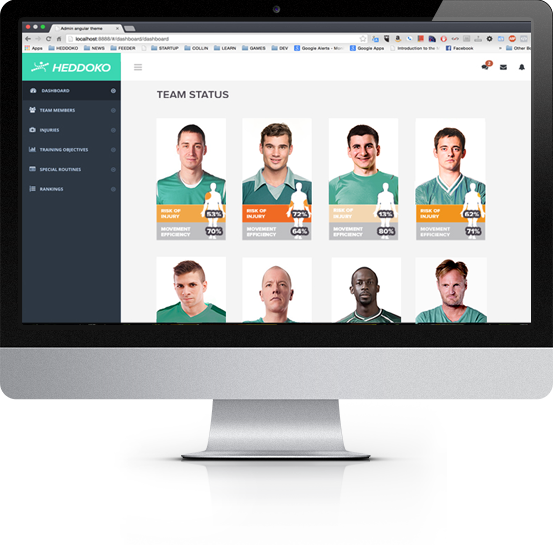 Admin angular theme
localhost:8888/#/dashboard/dashboard
Apps HEDDOKO NEWS FEEDER STARTUP COLLIN LEARN GAMES DEV Google Alerts - Mo Google Apps Introduction to the Facebook Other Bo
HEDDOKO
2
DASHBOARD
TEAM MEMBERS
INJURIES
TRAINING OBJECTIVES
SPECIAL ROUTINES
RANKINGS
TEAM STATUS
RISK OF INJURY 53%
MOVEMENT EFFICIENCY 70%
RISK OF INJURY 72%
MOVEMENT EFFICIENCY 64%
RISK OF INJURY 13%
MOVEMENT EFFICIENCY 80%
RISK OF INJURY 62%
MOVEMENT EFFICIENCY 71%